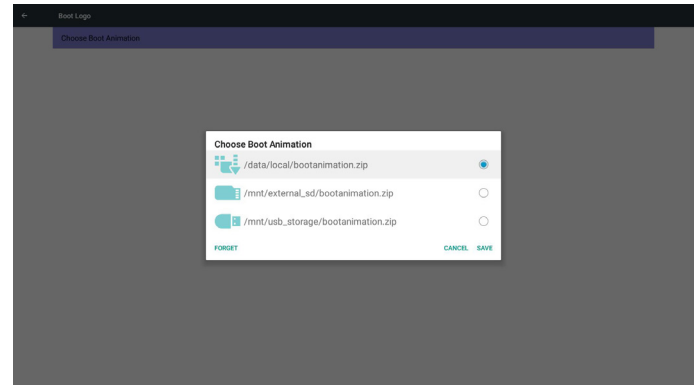 Boot Logo
Choose Boot Animation
Choose Boot Animation
/data/local/bootanimation.zip
/mnt/external_sd/bootanimation.zip
/mnt/usb_storage/bootanimation.zip
FORGET CANCEL SAVE